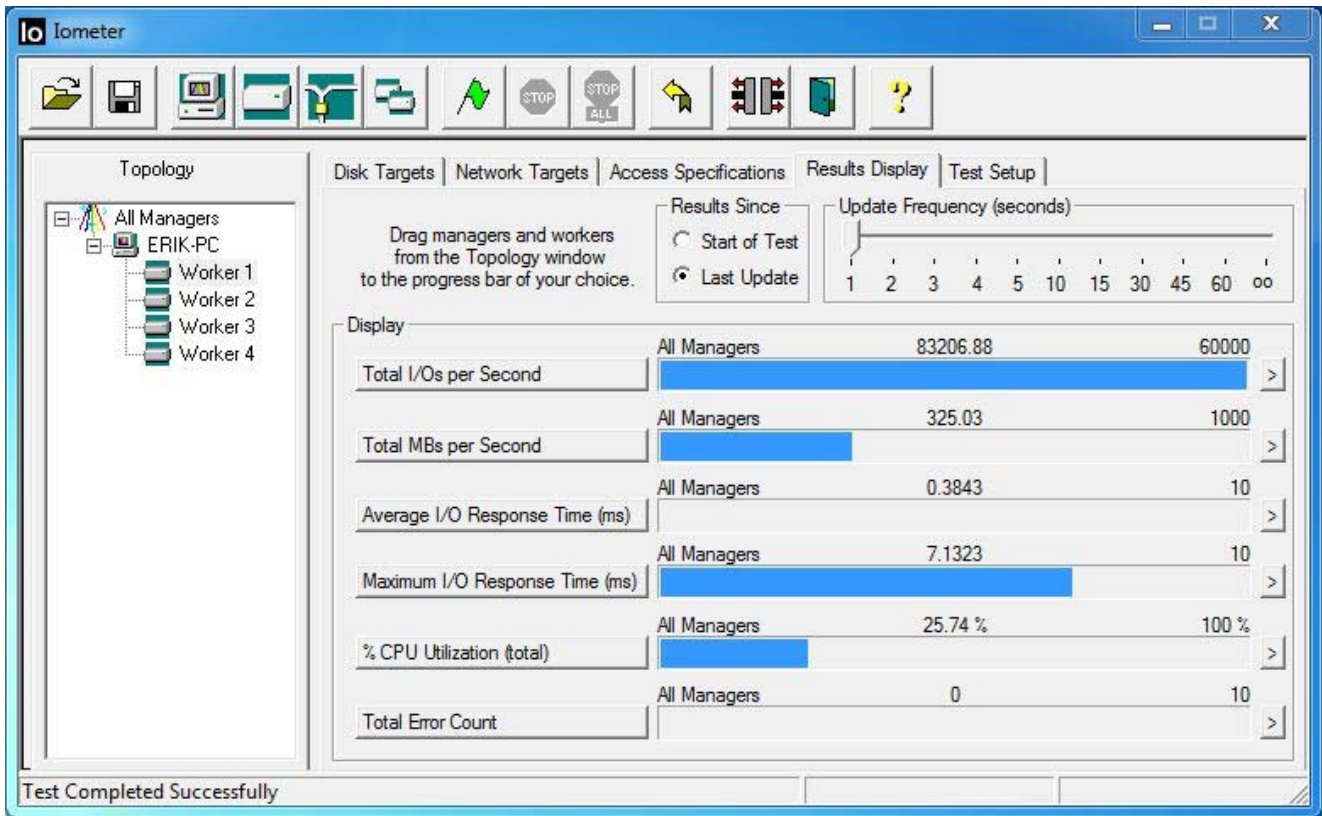 Io Iometer
STOP
STOP
ALL
?
Topology
All Managers
ERIK-PC
Worker 1
Worker 2
Worker 3
Worker 4
Disk Targets Network Targets Access Specifications Results Display Test Setup
Drag managers and workers
from the Topology window
to the progress bar of your choice.
Results Since
Start of Test
Last Update
Update Frequency (seconds)
1 2 3 4 5 10 15 30 45 60 oo
Display
All Managers 83206.88 60000
Total I/Os per Second >
All Managers 325.03 1000
Total MBs per Second >
All Managers 0.3843 10
Average I/O Response Time (ms) >
All Managers 7.1323 10
Maximum I/O Response Time (ms) >
All Managers 25.74 % 100 %
% CPU Utilization (total) >
All Managers 0 10
Total Error Count >
Test Completed Successfully